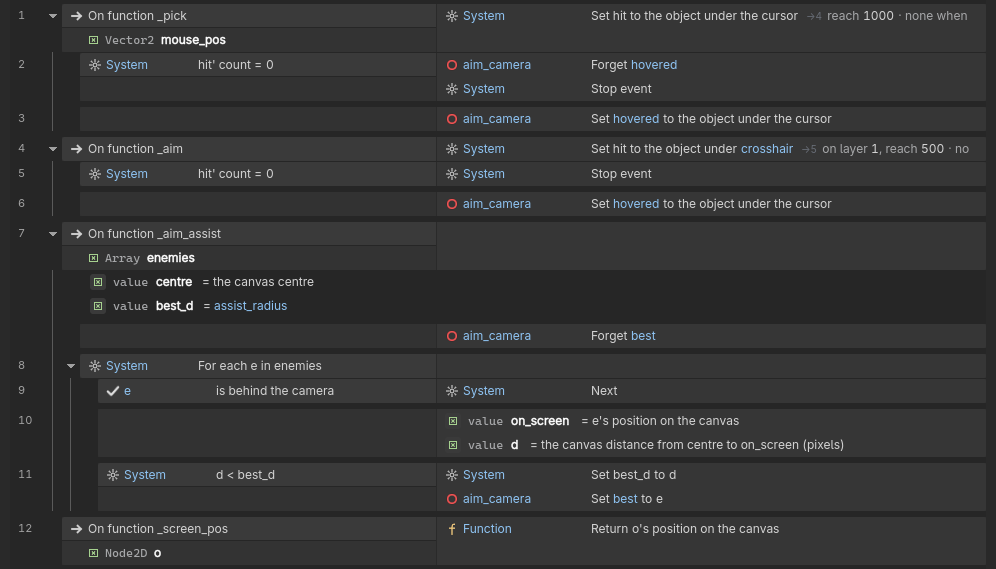 1 On function _pick System Set hit to the object under the cursor →4 reach 1000 · none when
Vector2 mouse_pos
2 System hit' count = 0 aim_camera Forget hovered
System Stop event
3 aim_camera Set hovered to the object under the cursor
4 On function _aim System Set hit to the object under crosshair →5 on layer 1, reach 500 · no
5 System hit' count = 0 System Stop event
6 aim_camera Set hovered to the object under the cursor
7 On function _aim_assist
Array enemies
value centre = the canvas centre
value best_d = assist_radius
aim_camera Forget best
8 System For each e in enemies
9 e is behind the camera System Next
10 value on_screen = e's position on the canvas
value d = the canvas distance from centre to on_screen (pixels)
11 System d < best_d System Set best_d to d
aim_camera Set best to e
12 On function _screen_pos Function Return o's position on the canvas
Node2D o